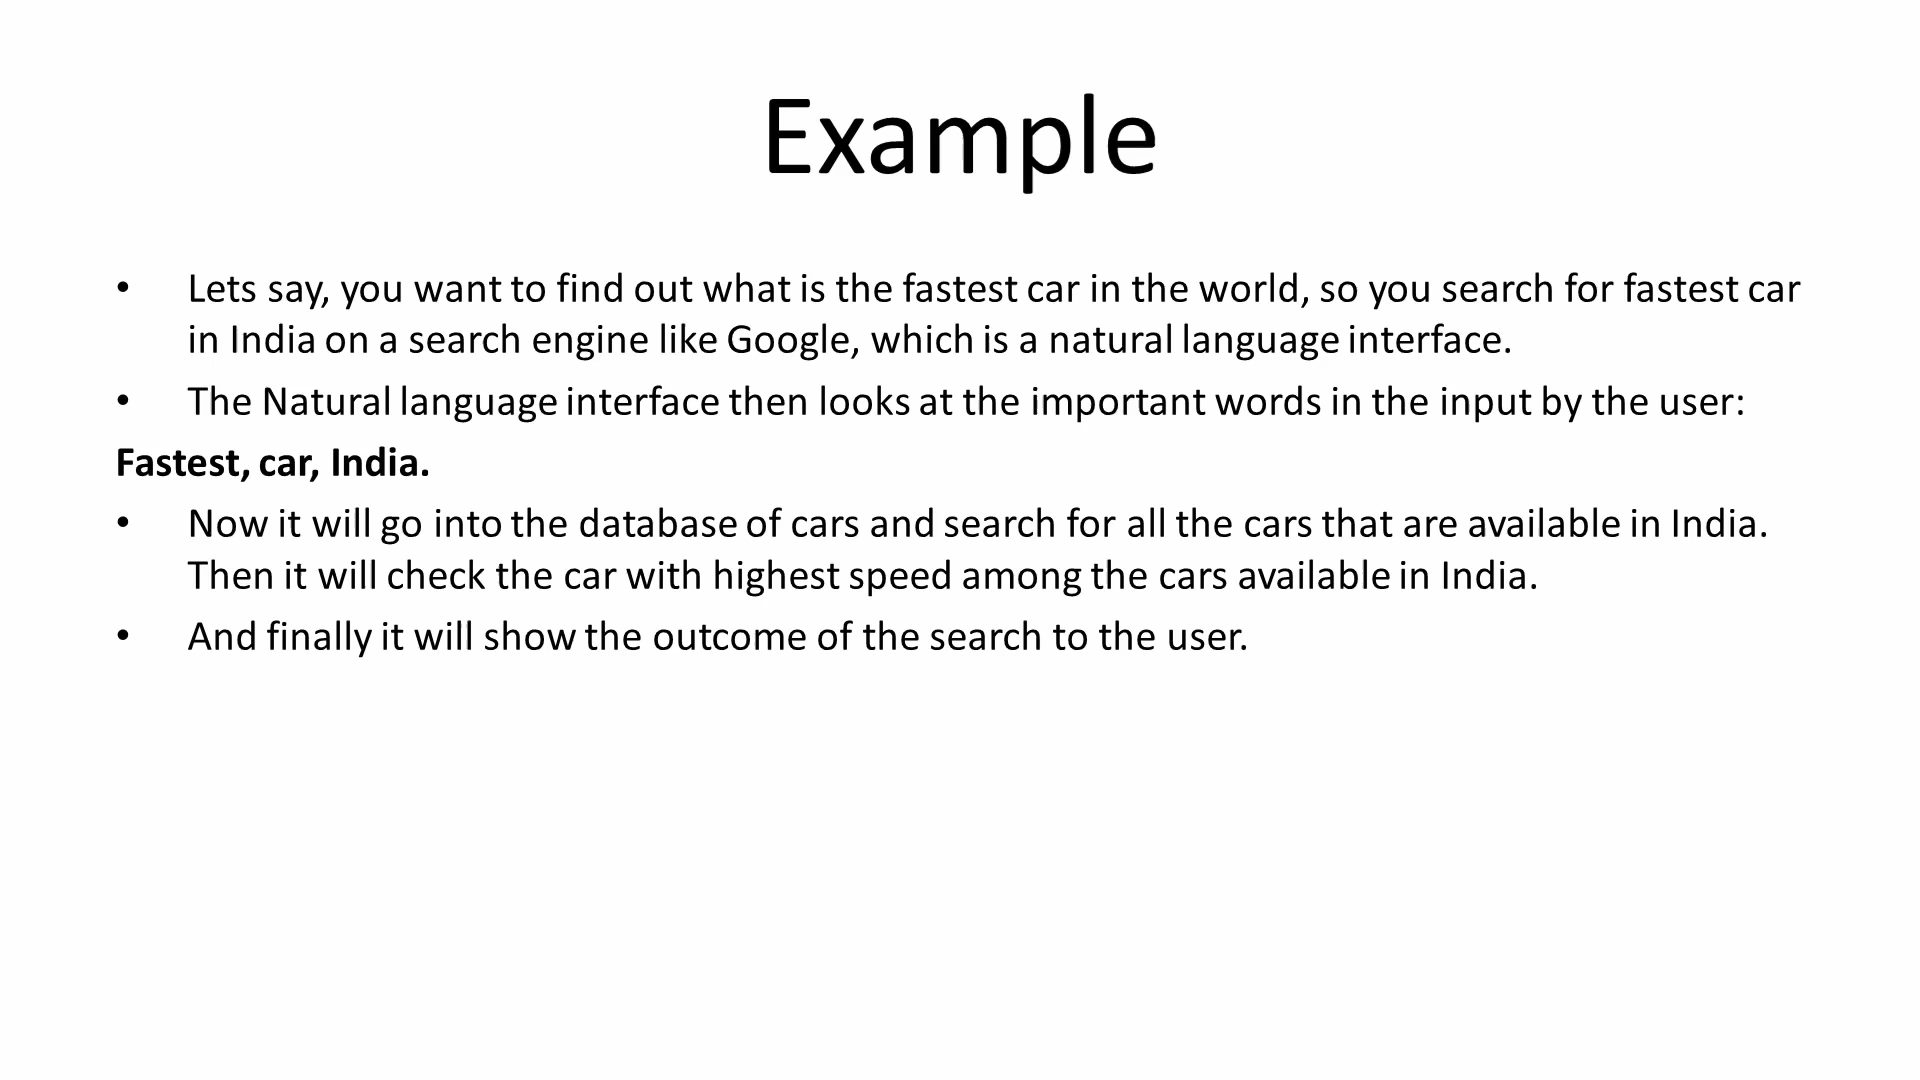 Example
• Lets say, you want to find out what is the fastest car in the world, so you search for fastest car
in India on a search engine like Google, which is a natural language interface.
• The Natural language interface then looks at the important words in the input by the user:
Fastest, car, India.
• Now it will go into the database of cars and search for all the cars that are available in India.
Then it will check the car with highest speed among the cars available in India.
• And finally it will show the outcome of the search to the user.